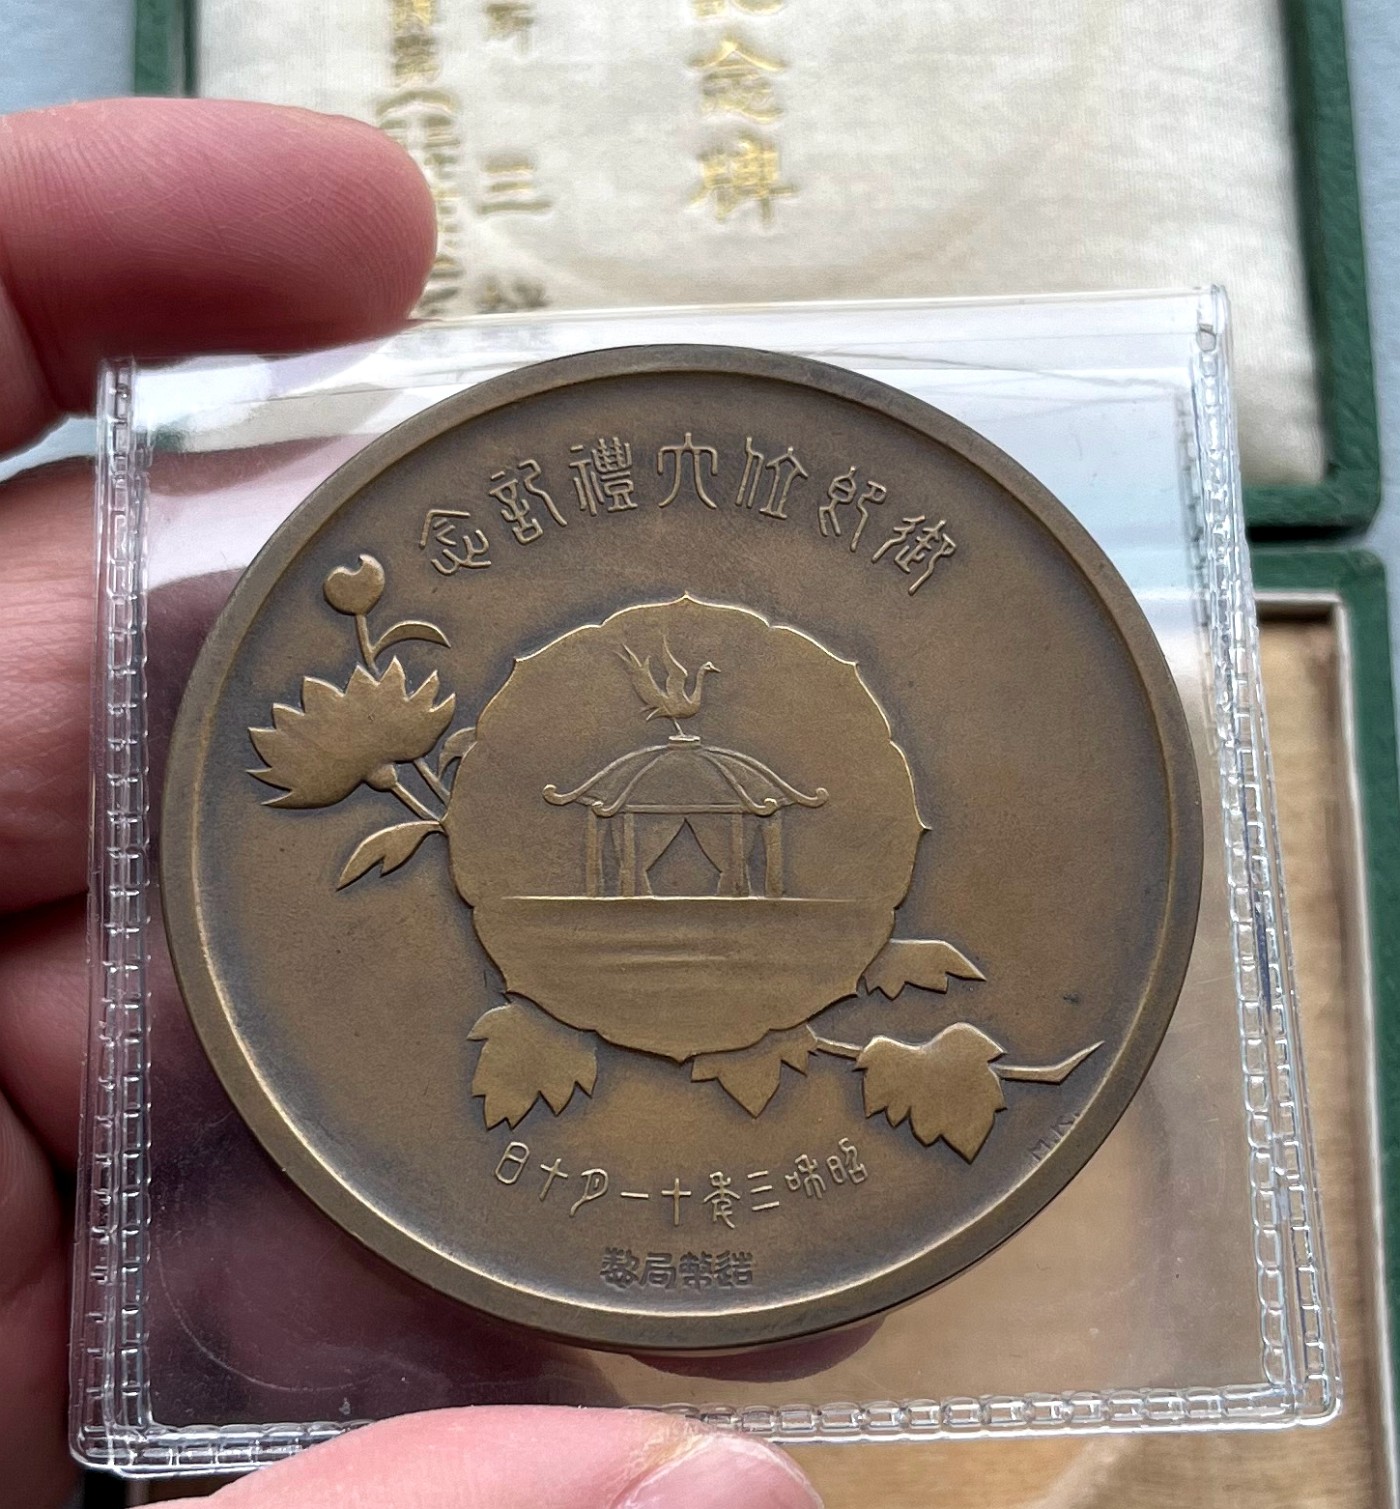 念牌
三
御即位大禮記念
昭和三年十一月十日
造幣局製
M.K.